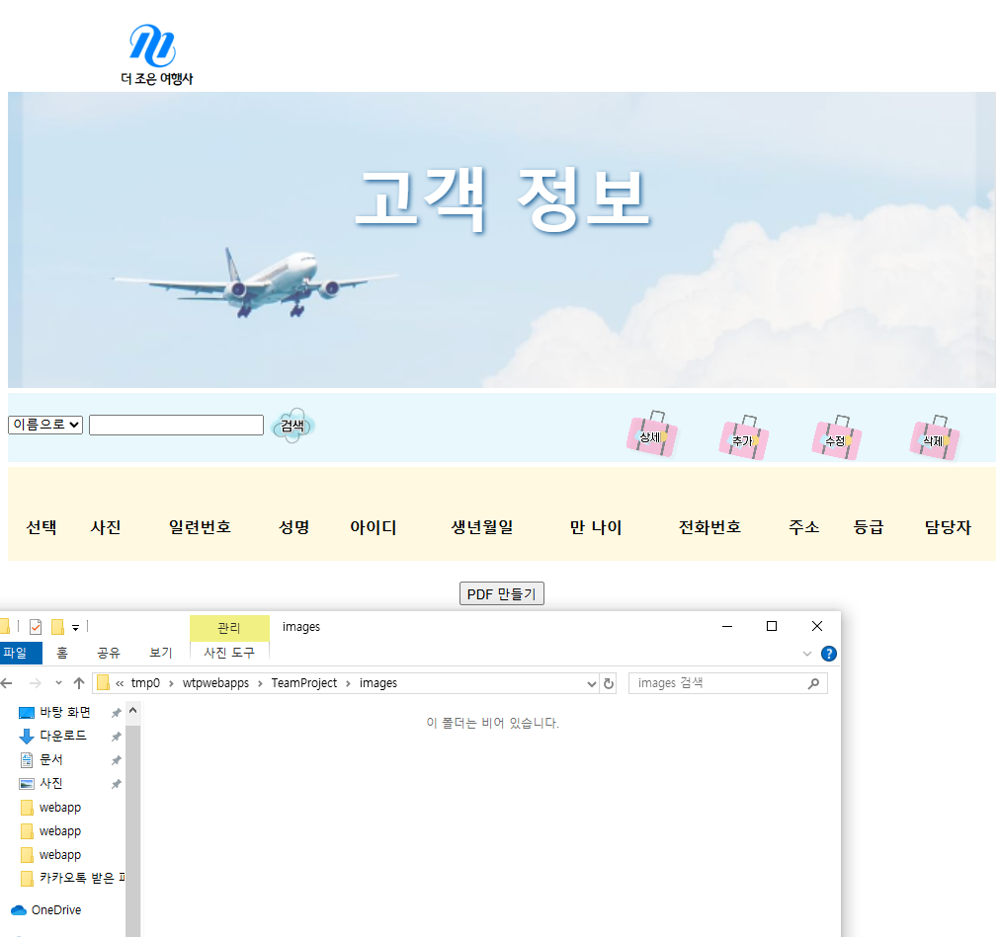 더 조은 여행사
고객 정보
이름으로 검색 상세 추가 수정 삭제
선택 사진 일련번호 성명 아이디 생년월일 만 나이 전화번호 주소 등급 담당자
PDF 만들기
관리 images
파일 홈 공유 보기 사진 도구
« tmp0 › wtpwebapps › TeamProject › images
images 검색
바탕 화면
이 폴더는 비어 있습니다.
다운로드
문서
사진
webapp
webapp
webapp
카카오톡 받은
OneDrive